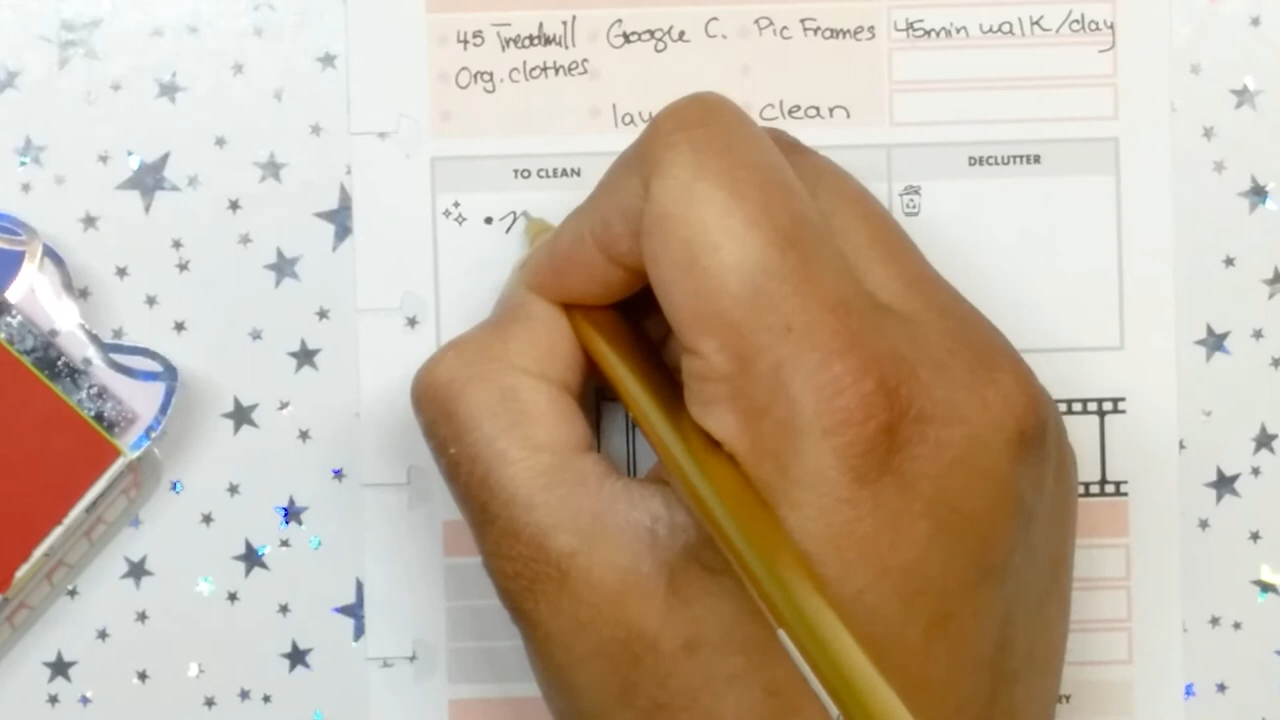 45 Treadmill Google C. Pic Frames 45min walk/day
Org. clothes
clean
TO CLEAN DECLUTTER